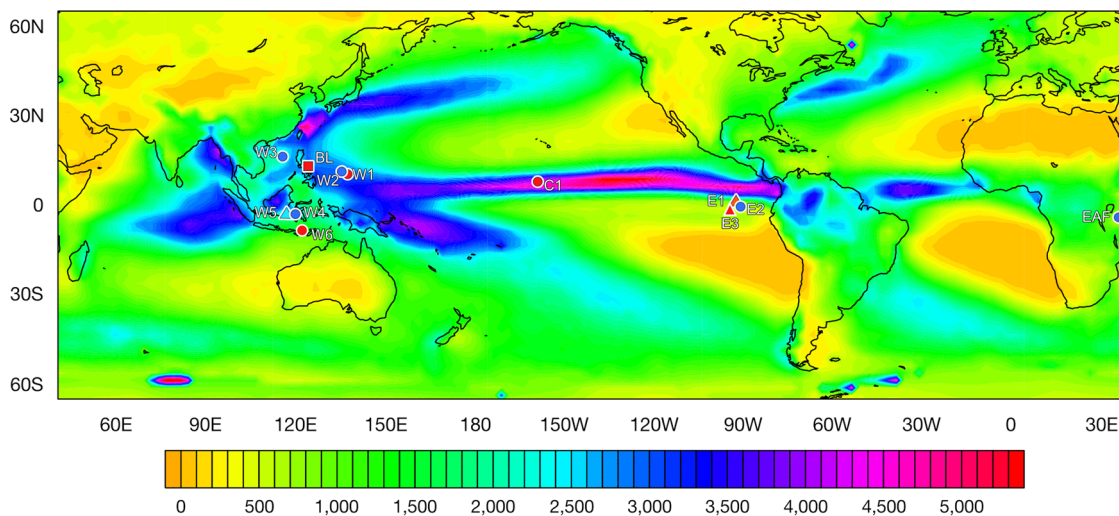 60N
30N
W3 BL
W2 W1
C1
0 W5 W4 E1 E2 EAF
W6 E3
30S
60S
60E 90E 120E 150E 180 150W 120W 90W 60W 30W 0 30E
0 500 1,000 1,500 2,000 2,500 3,000 3,500 4,000 4,500 5,000